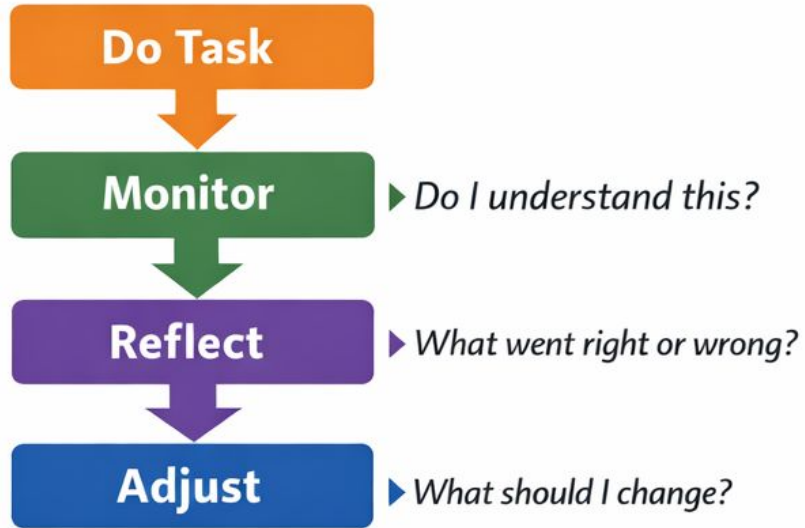 Do Task
Monitor
Do I understand this?
Reflect
What went right or wrong?
Adjust
What should I change?